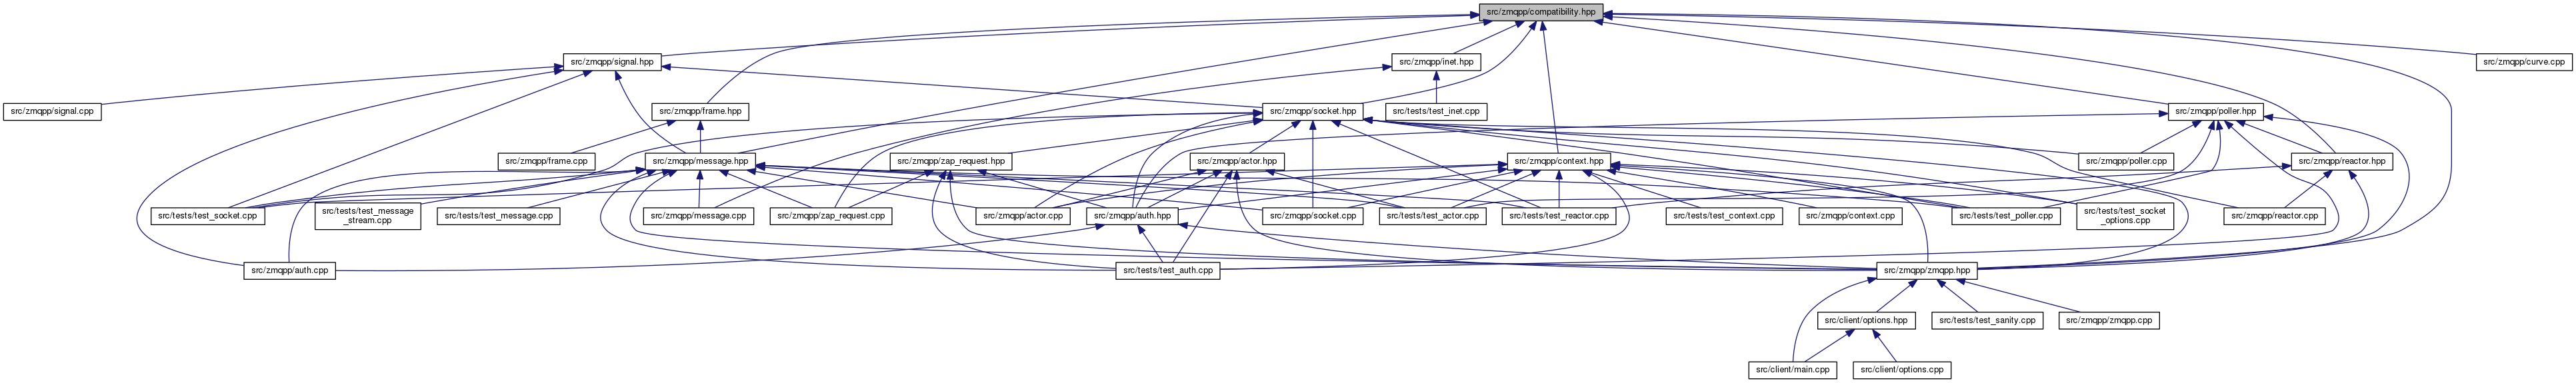 src/zmqpp/compatibility.hpp
src/zmqpp/signal.hpp
src/zmqpp/inet.hpp
src/zmqpp/curve.cpp
src/zmqpp/signal.cpp
src/zmqpp/frame.hpp
src/zmqpp/socket.hpp
src/tests/test_inet.cpp
src/zmqpp/poller.hpp
src/zmqpp/frame.cpp
src/zmqpp/message.hpp
src/zmqpp/zap_request.hpp
src/zmqpp/actor.hpp
src/zmqpp/context.hpp
src/zmqpp/poller.cpp
src/zmqpp/reactor.hpp
src/tests/test_socket.cpp
src/tests/test_message
_stream.cpp
src/tests/test_message.cpp
src/zmqpp/message.cpp
src/zmqpp/zap_request.cpp
src/zmqpp/actor.cpp
src/zmqpp/auth.hpp
src/zmqpp/socket.cpp
src/tests/test_actor.cpp
src/tests/test_reactor.cpp
src/tests/test_context.cpp
src/zmqpp/context.cpp
src/tests/test_poller.cpp
src/tests/test_socket
_options.cpp
src/zmqpp/reactor.cpp
src/zmqpp/auth.cpp
src/tests/test_auth.cpp
src/zmqpp/zmqpp.hpp
src/client/options.hpp
src/tests/test_sanity.cpp
src/zmqpp/zmqpp.cpp
src/client/main.cpp
src/client/options.cpp